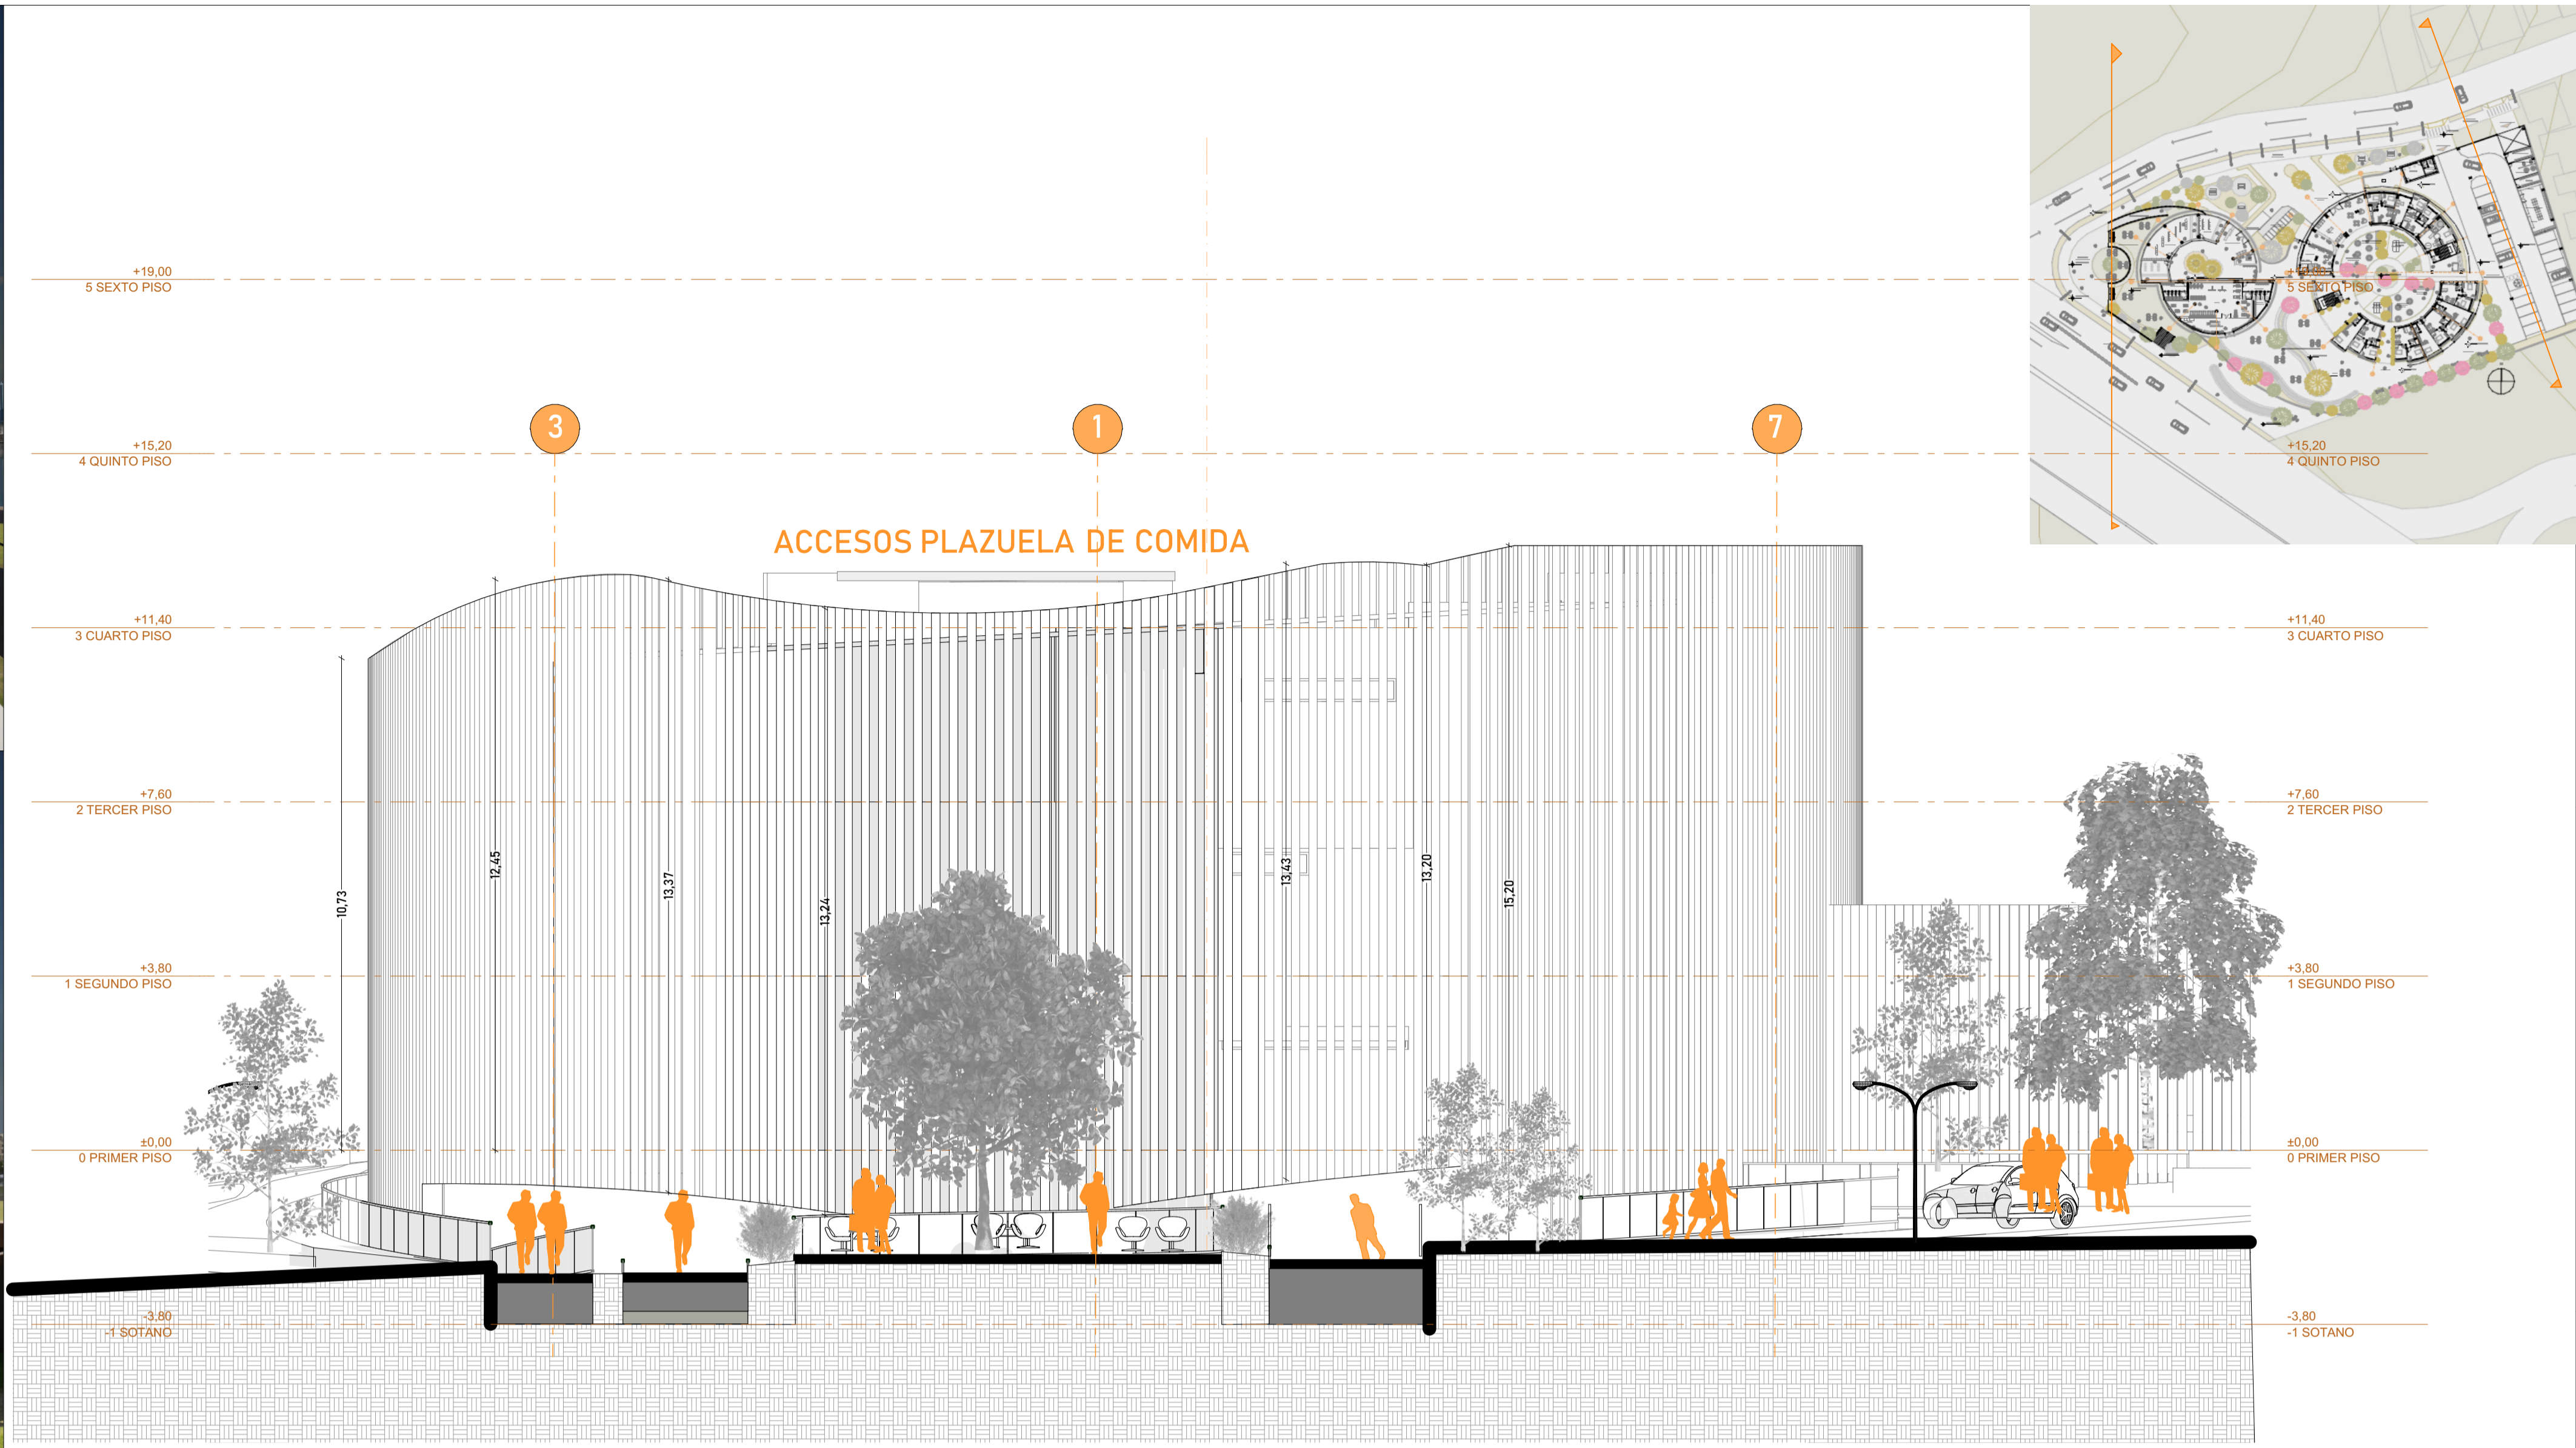 +19,00
5 SEXTO PISO
5 SEXTO PISO
3
1
7
+15,20
4 QUINTO PISO
+15,20
4 QUINTO PISO
ACCESOS PLAZUELA DE COMIDA
+11,40
3 CUARTO PISO
+11,40
3 CUARTO PISO
+7,60
2 TERCER PISO
+7,60
2 TERCER PISO
10,73
12,45
13,37
13,24
13,43
13,20
15,20
+3,80
1 SEGUNDO PISO
+3,80
1 SEGUNDO PISO
±0,00
0 PRIMER PISO
±0,00
0 PRIMER PISO
-3,80
-1 SOTANO
-3,80
-1 SOTANO